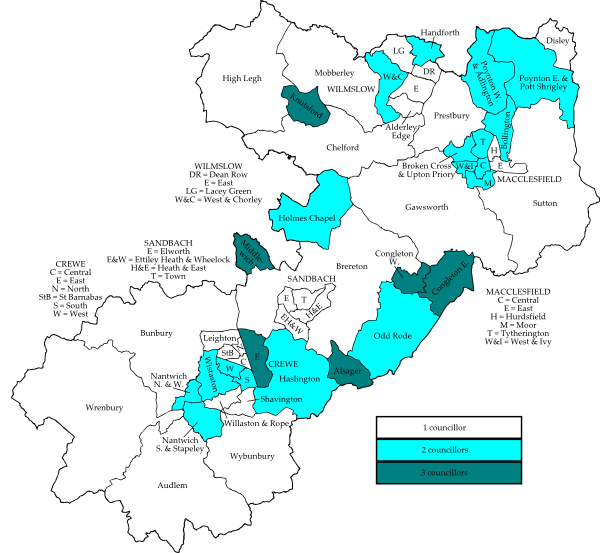 Handforth
Disley
LG
High Legh
Mobberley
WILMSLOW
W&C
DR
E
Poynton W.
& Adlington
Poynton E. &
Pott Shrigley
Knutsford
Alderley
Edge
Prestbury
Bollington
Chelford
T
H
Broken Cross
& Upton Priory
W&I
C
E
M
MACCLESFIELD
WILMSLOW
DR = Dean Row
E = East
LG = Lacey Green
W&C = West & Chorley
Gawsworth
Sutton
Holmes Chapel
Middle-
wich
SANDBACH
E = Elworth
E&W = Ettiley Heath & Wheelock
H&E = Heath & East
T = Town
CREWE
C = Central
E = East
N = North
StB = St Barnabas
S = South
W = West
Congleton
W.
Congleton E.
Brereton
SANDBACH
E
T
H&E
EH&W
MACCLESFIELD
C = Central
E = East
H = Hurdsfield
M = Moor
T = Tytherington
W&I = West & Ivy
Bunbury
Leighton
StB
C
E
CREWE
Odd Rode
Wistaston
W
S
Haslington
Alsager
Nantwich
N. & W.
Shavington
Wrenbury
Willaston & Rope
Nantwich
S. & Stapeley
Wybunbury
Audlem
1 councillor
2 councillors
3 councillors